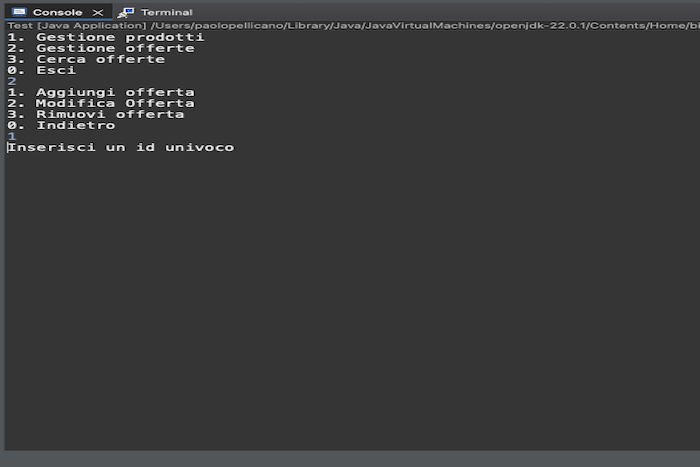 Console
Terminal
Test [Java Application] /Users/paolopellicano/Library/Java/JavaVirtualMachines/openjdk-22.0.1/Contents/Home/bi
1. Gestione prodotti
2. Gestione offerte
3. Cerca offerte
0. Esci
2
1. Aggiungi offerta
2. Modifica Offerta
3. Rimuovi offerta
0. Indietro
1
Inserisci un id univoco